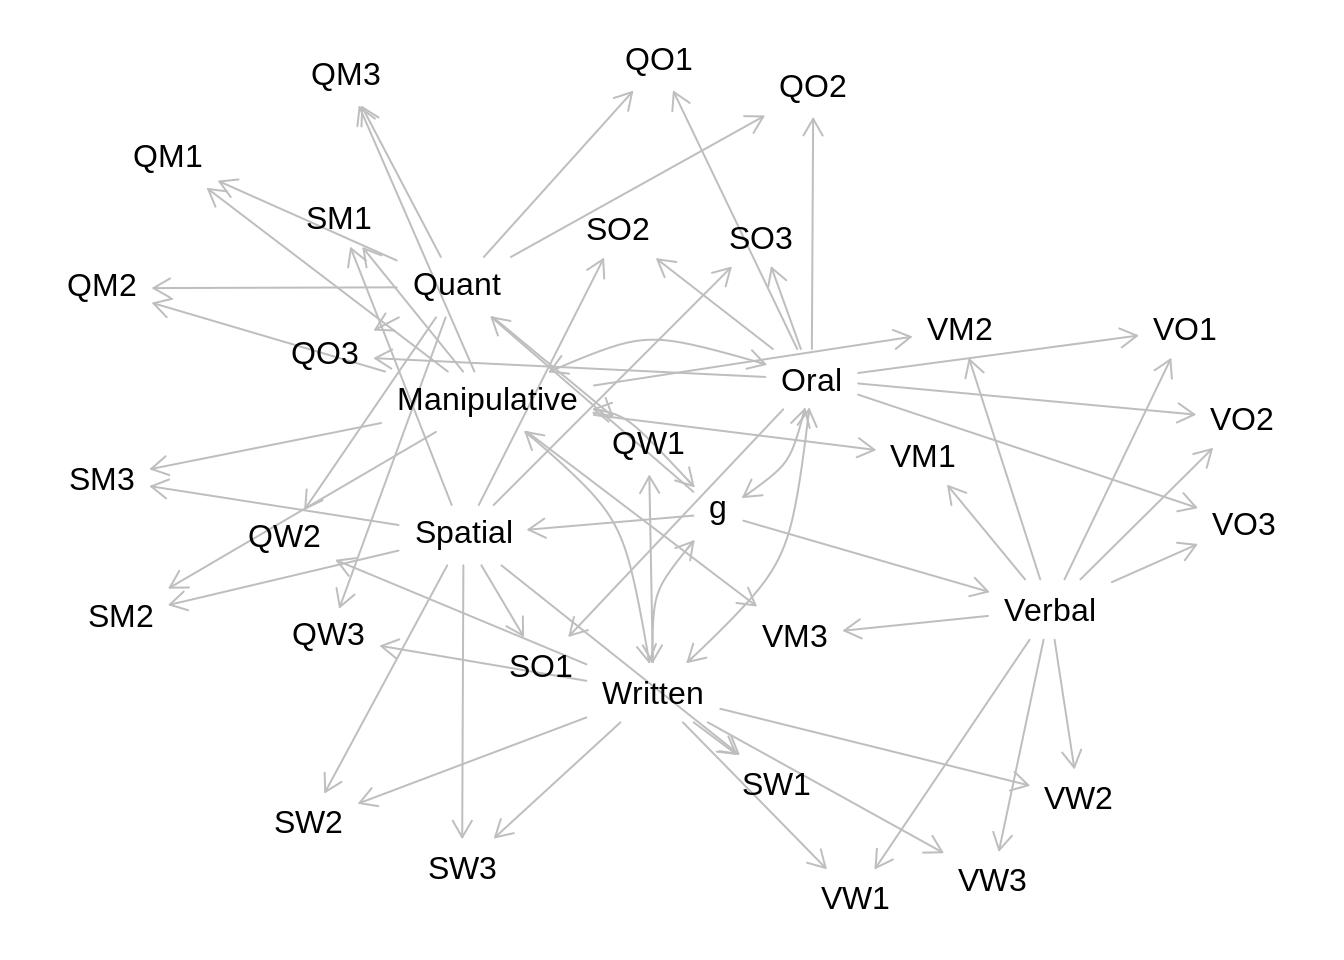 QO1
QM3
QO2
QM1
SM1
SO2
SO3
QM2
Quant
VM2
VO1
QO3
Oral
Manipulative
VO2
QW1
VM1
SM3
g
VO3
QW2
Spatial
Verbal
SM2
QW3
VM3
SO1
Written
SW1
VW2
SW2
SW3
VW3
VW1